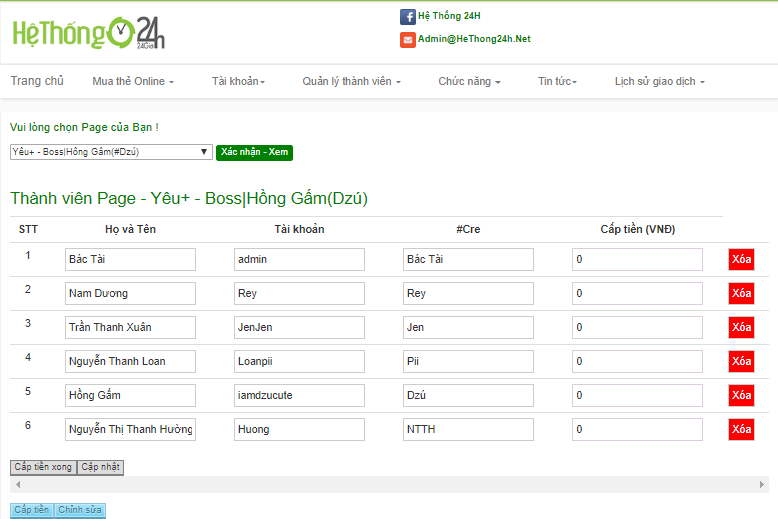 HệThống 24h
24Giờ
Hệ Thống 24H
Admin@HeThong24h.Net
Trang chủ Mua thẻ Online Tài khoản Quản lý thành viên Chức năng Tin tức Lịch sử giao dịch
Vui lòng chọn Page của Bạn !
Yêu+ - Boss|Hồng Gấm(#Dzú) Xác nhận - Xem
Thành viên Page - Yêu+ - Boss|Hồng Gấm(Dzú)
STT Họ và Tên Tài khoản #Cre Cấp tiền (VNĐ)
1 Bác Tài admin Bác Tài 0 Xóa
2 Nam Dương Rey Rey 0 Xóa
3 Trần Thanh Xuân JenJen Jen 0 Xóa
4 Nguyễn Thanh Loan Loanpii Pii 0 Xóa
5 Hồng Gấm iamdzucute Dzú 0 Xóa
6 Nguyễn Thị Thanh Hường Huong NTTH 0 Xóa
Cấp tiền xong Cập nhật
Cấp tiền Chỉnh sửa